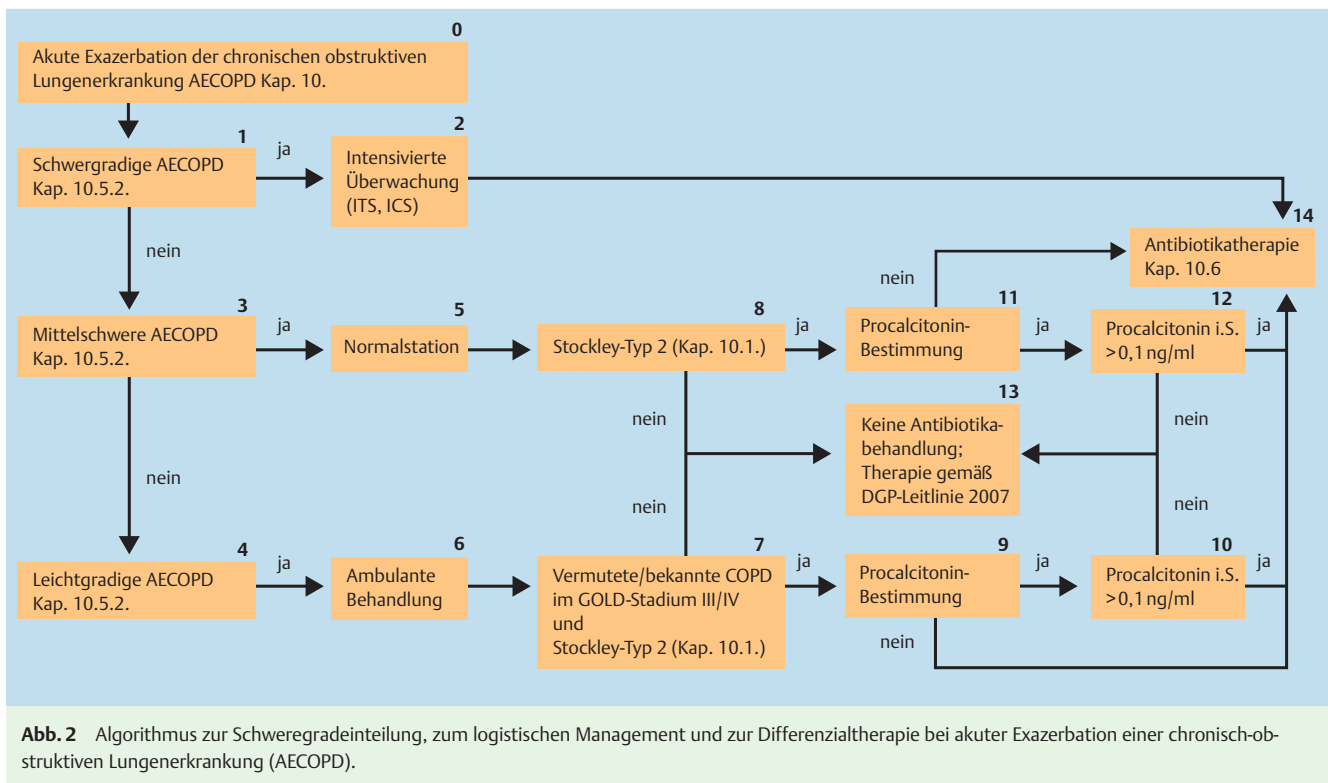 0
Akute Exazerbation der chronischen obstruktiven
Lungenerkrankung AECOPD Kap. 10.
1
Schwergradige AECOPD
Kap. 10.5.2.
ja
2
Intensivierte
Überwachung
(ITS, ICS)
nein
14
Antibiotikatherapie
Kap. 10.6
3
Mittelschwere AECOPD
Kap. 10.5.2.
ja
5
Normalstation
8
Stockley-Typ 2 (Kap. 10.1.)
ja
nein
11
Procalcitonin-
Bestimmung
ja
12
Procalcitonin i.S.
>0,1 ng/ml
ja
nein
nein
nein
13
Keine Antibiotika-
behandlung;
Therapie gemäß
DGP-Leitlinie 2007
nein
nein
4
Leichtgradige AECOPD
Kap. 10.5.2.
ja
6
Ambulante
Behandlung
7
Vermutete/bekannte COPD
im GOLD-Stadium III/IV
und
Stockley-Typ 2 (Kap. 10.1.)
ja
9
Procalcitonin-
Bestimmung
ja
nein
10
Procalcitonin i.S.
>0,1 ng/ml
ja
Abb. 2 Algorithmus zur Schweregradeinteilung, zum logistischen Management und zur Differenzialtherapie bei akuter Exazerbation einer chronisch-ob-
struktiven Lungenerkrankung (AECOPD).